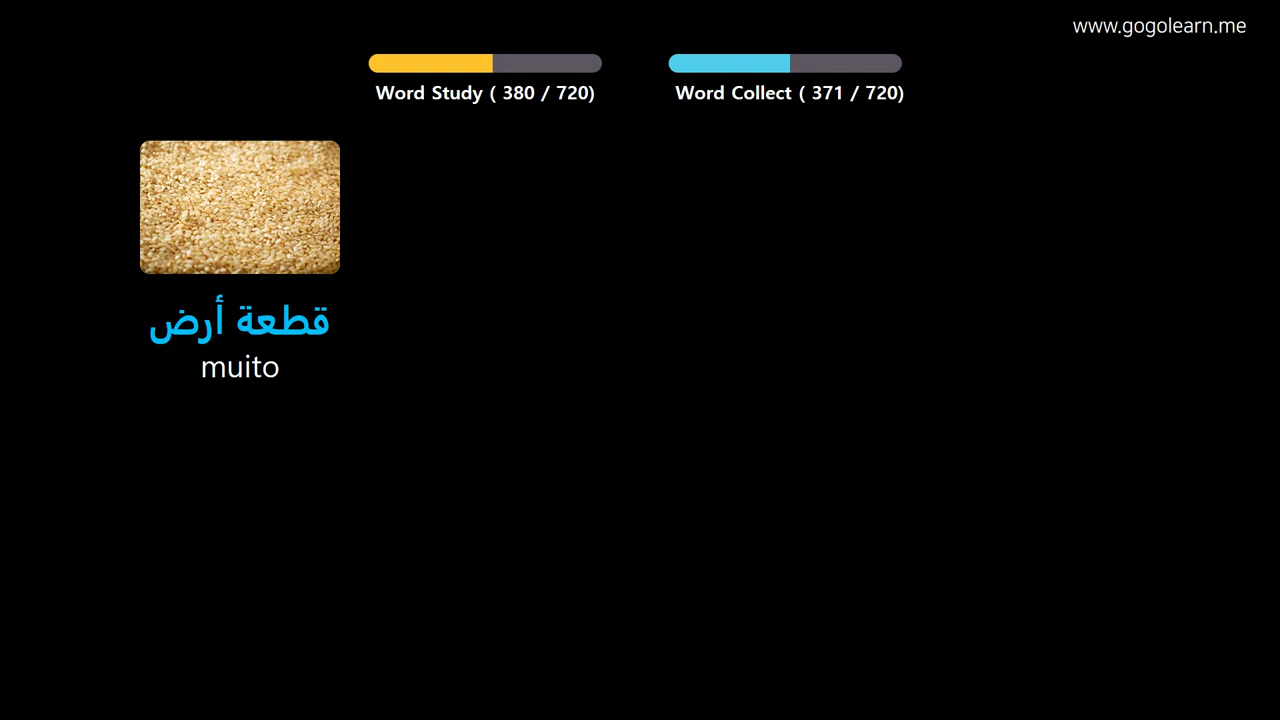 www.gogolearn.me
Word Study ( 380 / 720)
Word Collect ( 371 / 720)
قطعة أرض
muito